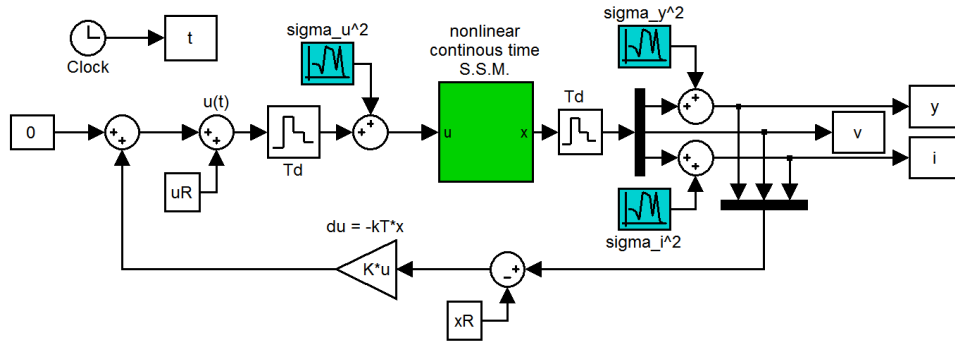 sigma_u^2
nonlinear
continous time
S.S.M.
sigma_y^2
t
Clock
u(t)
Td
y
0
+
+
+
+
+
+
u
x
+
+
v
Td
+
+
i
uR
sigma_i^2
du = -kT*x
K*u
-
+
xR